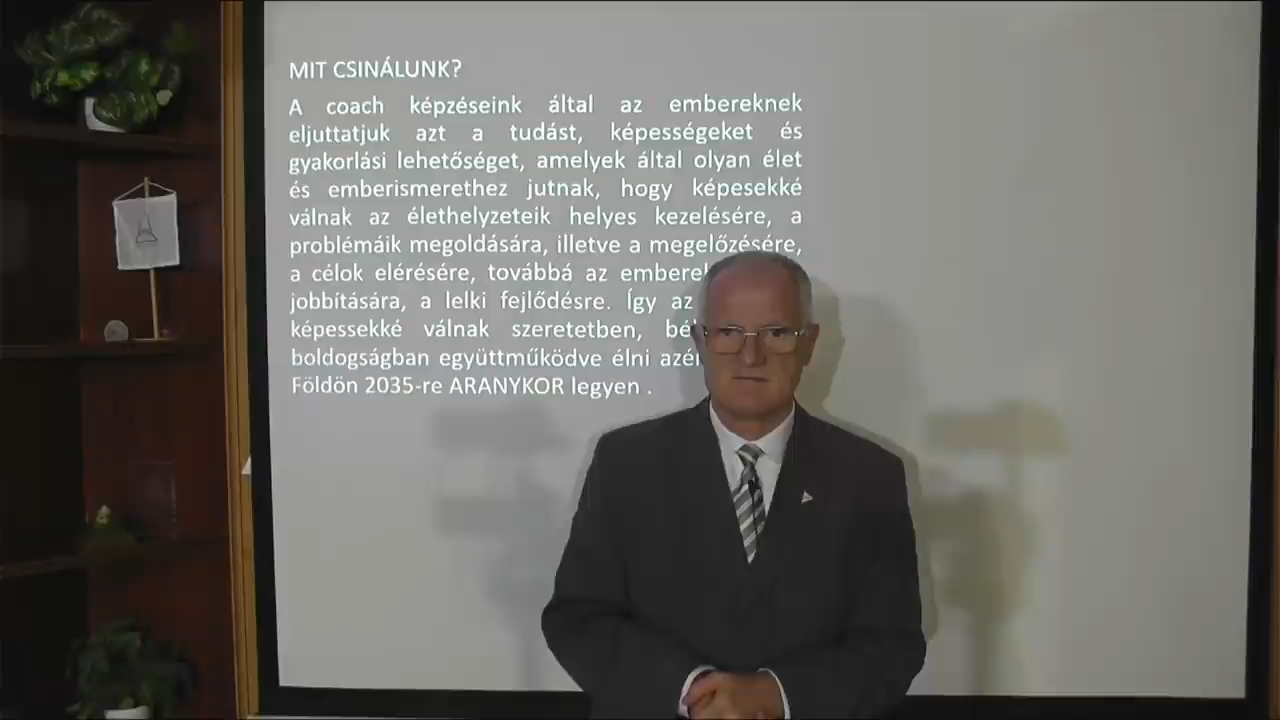 MIT CSINÁLUNK?
A coach képzéseink által az embereknek
eljuttatjuk azt a tudást, képességeket és
gyakorlási lehetőséget, amelyek által olyan élet
és emberismerethez jutnak, hogy képesekké
válnak az élethelyzeteik helyes kezelésére, a
problémáik megoldására, illetve a megelőzésére,
a célok elérésére, továbbá az
jobbítására, a lelki fejlődésre. Így az
képessekké válnak szeretetben,
boldogságban együttműködve élni
Földön 2035-re ARANYKOR legyen .